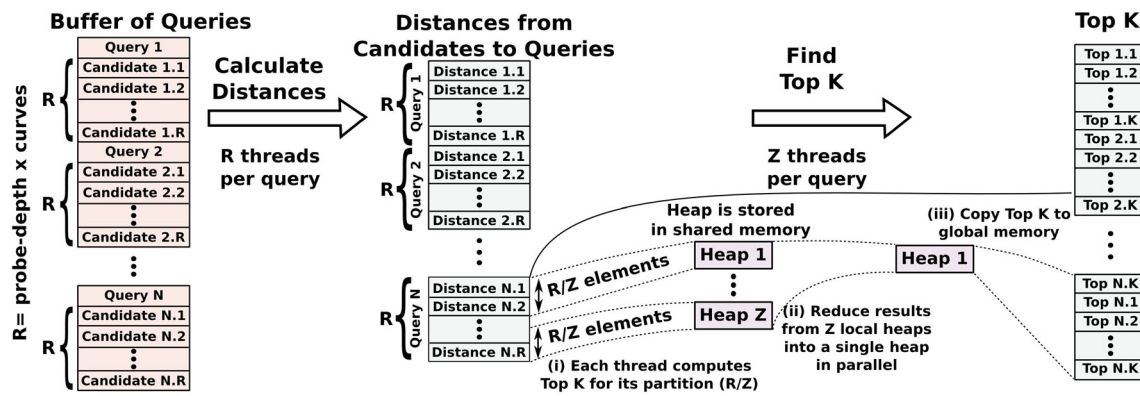 Buffer of Queries
R= probe-depth x curves
Query 1
R
Candidate 1.1
Candidate 1.2
Candidate 1.R
Query 2
R
Candidate 2.1
Candidate 2.2
Candidate 2.R
Query N
R
Candidate N.1
Candidate N.2
Candidate N.R
Calculate
Distances
R threads
per query
Distances from
Candidates to Queries
R
Query 1
Distance 1.1
Distance 1.2
Distance 1.R
R
Query 2
Distance 2.1
Distance 2.2
Distance 2.R
R
Query N
Distance N.1
Distance N.2
Distance N.R
Find
Top K
Z threads
per query
R/Z elements
R/Z elements
(i) Each thread computes
Top K for its partition (R/Z)
Heap is stored
in shared memory
Heap 1
Heap Z
(ii) Reduce results
from Z local heaps
into a single heap
in parallel
Heap 1
(iii) Copy Top K to
global memory
Top K
Top 1.1
Top 1.2
Top 1.K
Top 2.1
Top 2.2
Top 2.K
Top N.K
Top N.1
Top N.2
Top N.K